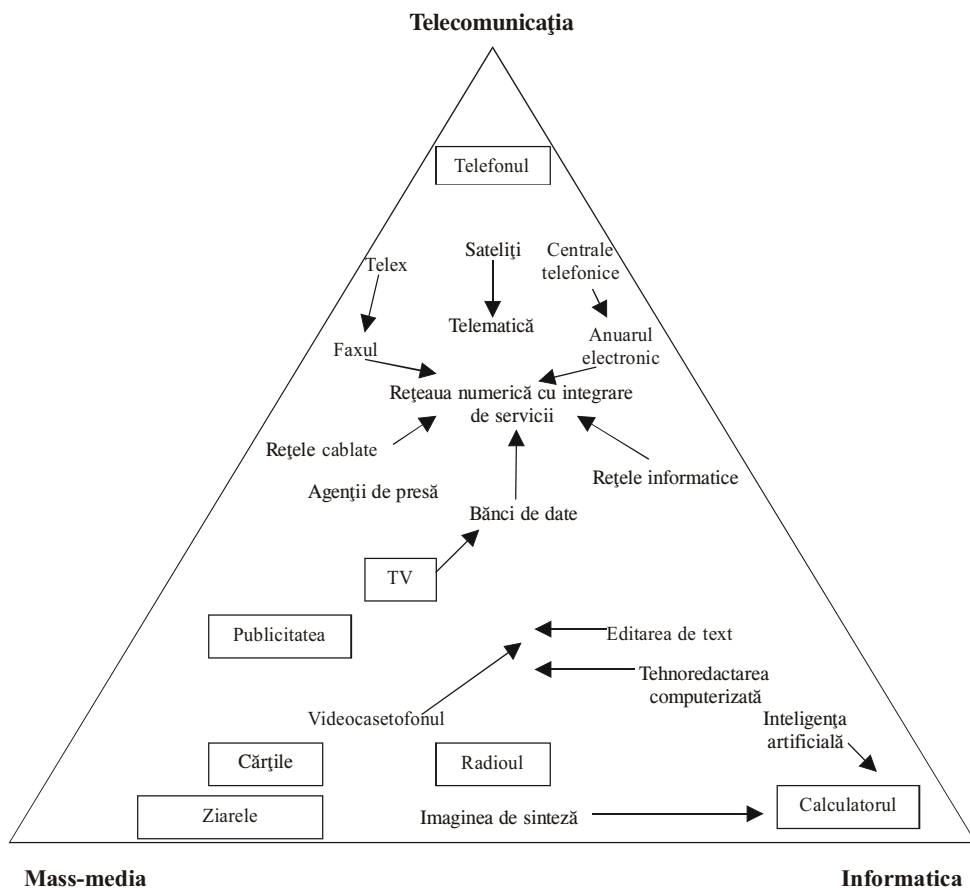 Telecomunicaţia
Telefonul
Sateliţi
Centrale
telefonice
Telex
Telematică
Anuarul
electronic
Faxul
Reţeaua numerică cu integrare
de servicii
Reţele cablate
Reţele informatice
Agenţii de presă
Bănci de date
TV
Publicitatea
Editarea de text
Tehnoredactarea
computerizată
Videocasetofonul
Inteligenţa
artificială
Cărţile
Radioul
Ziarele
Imaginea de sinteză
Calculatorul
Mass-media
Informatica